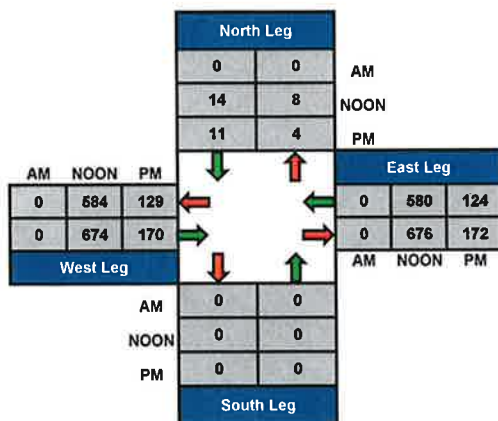 North Leg
0 0 AM
14 8 NOON
11 4 PM
AM NOON PM
East Leg
0 584 129
0 580 124
0 674 170
0 676 172
West Leg
AM NOON PM
AM 0 0
NOON 0 0
PM 0 0
South Leg